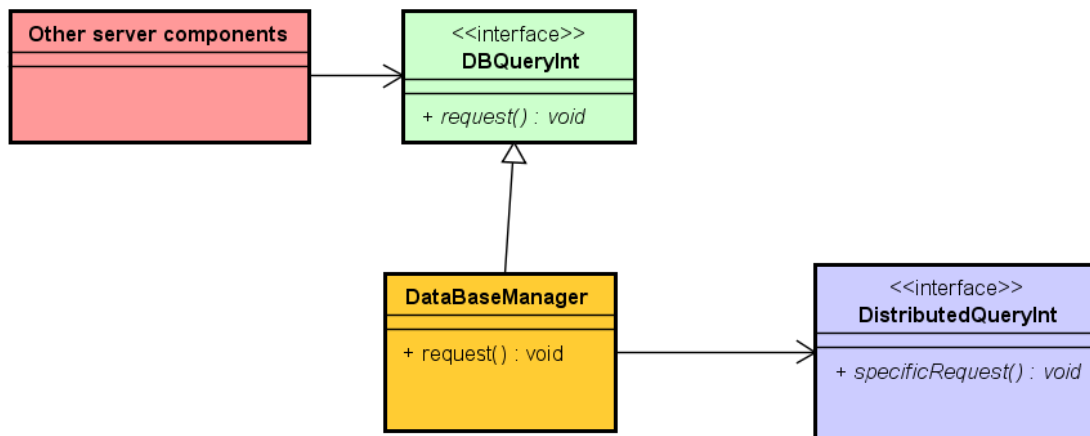 Other server components
<<interface>>
DBQueryInt
+ request() : void
DataBaseManager
+ request() : void
<<interface>>
DistributedQueryInt
+ specificRequest() : void